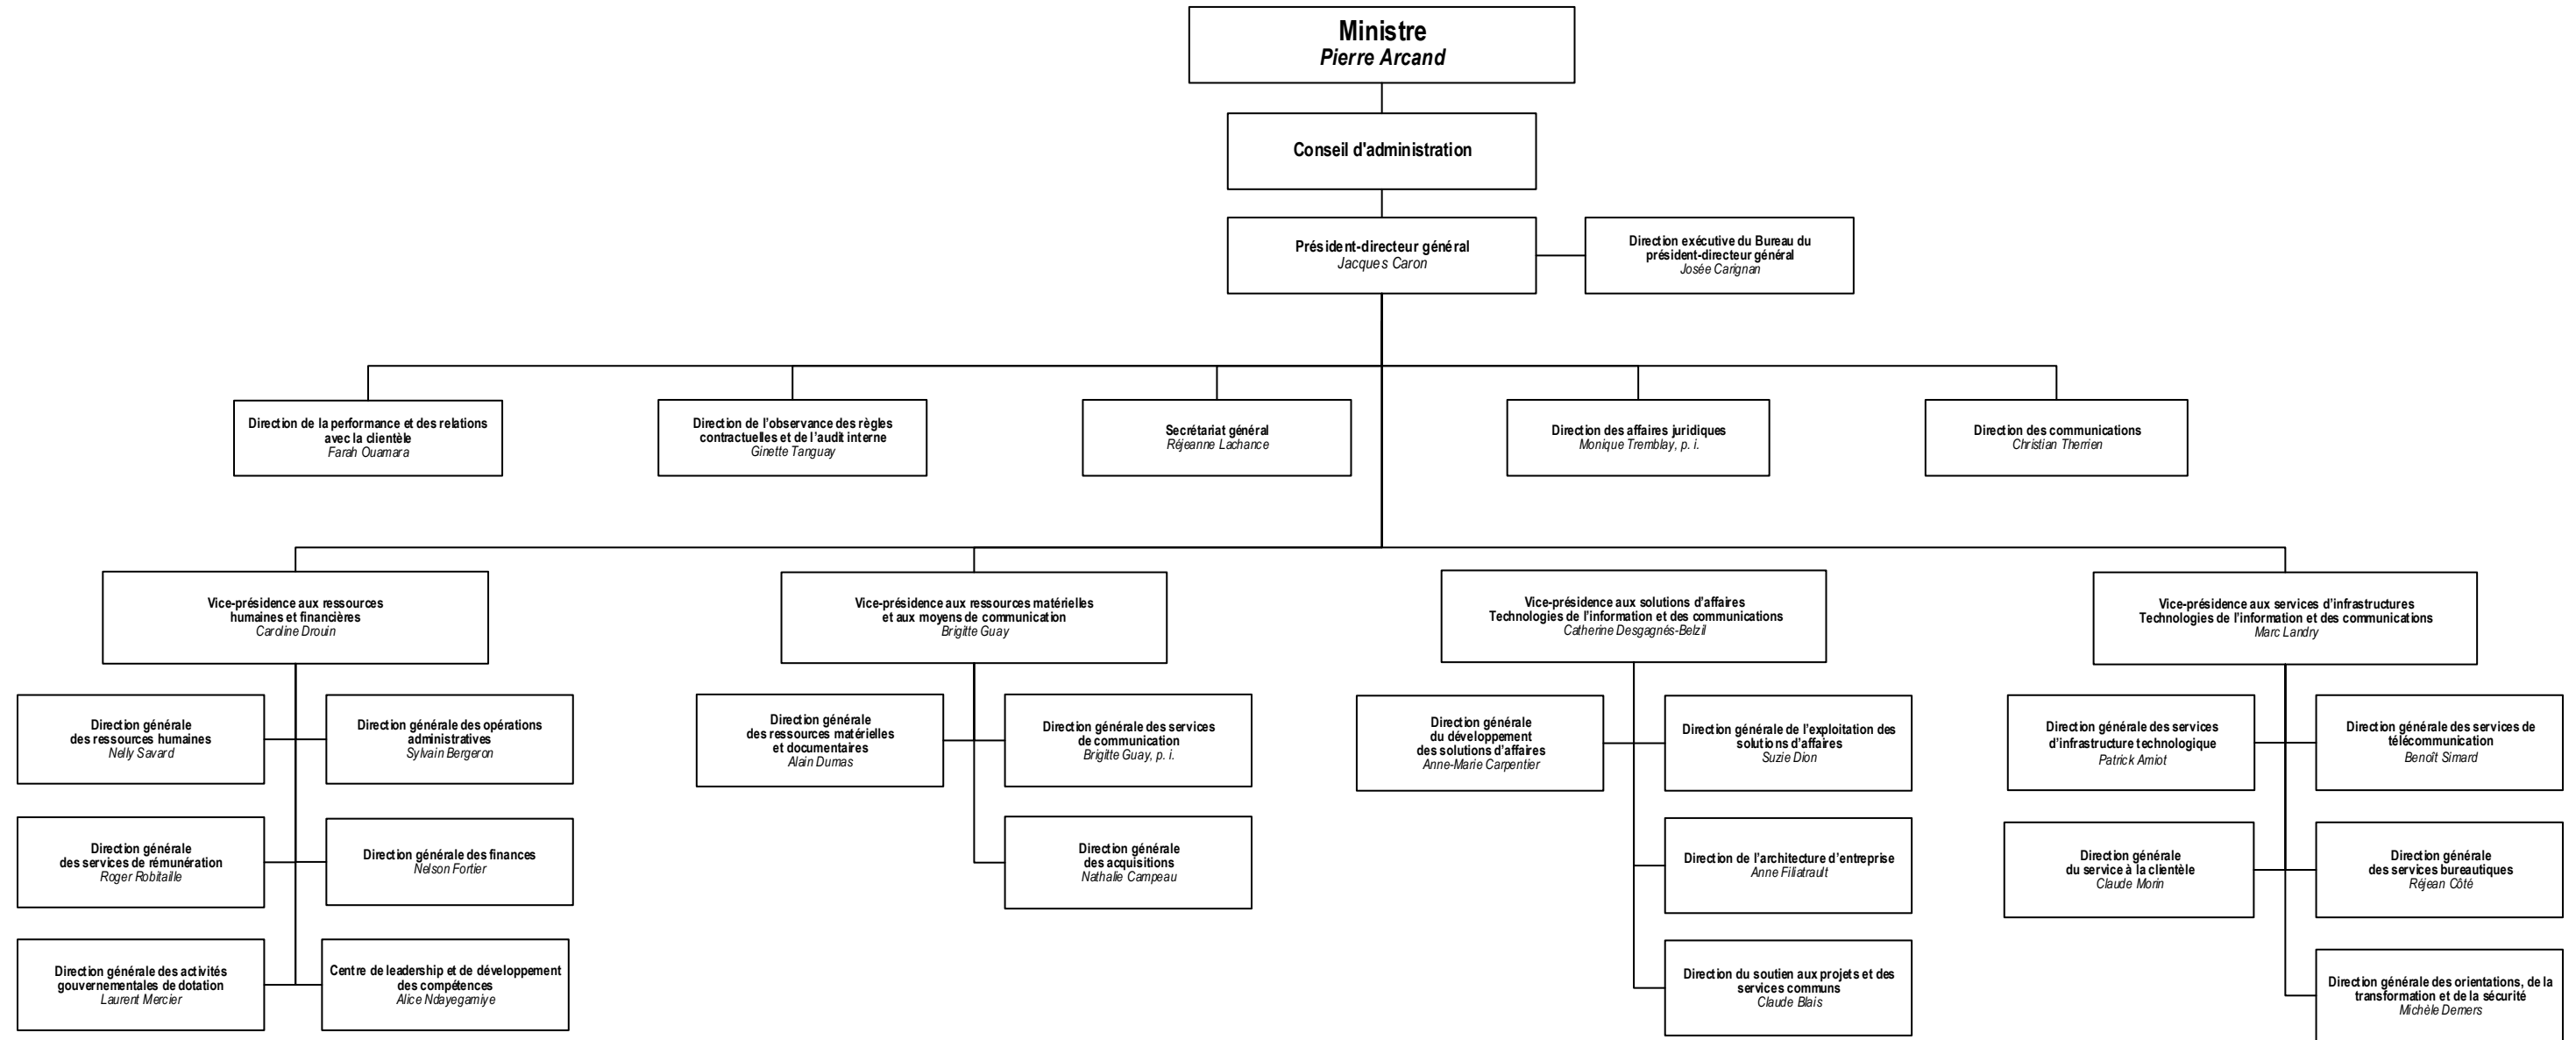 Ministre
Pierre Arcand
Conseil d'administration
Président-directeur général
Jacques Caron
Direction exécutive du Bureau du
président-directeur général
Josée Carignan
Direction de la performance et des relations
avec la clientèle
Farah Ouamara
Direction de l'observance des règles
contractuelles et de l'audit interne
Ginette Tanguay
Secrétariat général
Réjeanne Lachance
Direction des affaires juridiques
Monique Tremblay, p. i.
Direction des communications
Christian Therrien
Vice-présidence aux ressources
humaines et financières
Caroline Drouin
Vice-présidence aux ressources matérielles
et aux moyens de communication
Brigitte Guay
Vice-présidence aux solutions d'affaires
Technologies de l'information et des communications
Catherine Desgagnés-Belzil
Vice-présidence aux services d'infrastructures
Technologies de l'information et des communications
Marc Landry
Direction générale
des ressources humaines
Nelly Savard
Direction générale des opérations
administratives
Sylvain Bergeron
Direction générale
des ressources matérielles
et documentaires
Alain Dumas
Direction générale des services
de communication
Brigitte Guay, p. i.
Direction générale
du développement
des solutions d'affaires
Anne-Marie Carpentier
Direction générale de l'exploitation des
solutions d'affaires
Suzie Dion
Direction générale des services
d'infrastructure technologique
Patrick Amiot
Direction générale des services de
télécommunication
Benoît Simard
Direction générale
des services de rémunération
Roger Robitaille
Direction générale des finances
Nelson Fortier
Direction générale
des acquisitions
Nathalie Campeau
Direction de l'architecture d'entreprise
Anne Filiatrault
Direction générale
du service à la clientèle
Claude Morin
Direction générale
des services bureautiques
Réjean Côté
Direction générale des activités
gouvernementales de dotation
Laurent Mercier
Centre de leadership et de développement
des compétences
Alice Ndayegamiye
Direction du soutien aux projets et des
services communs
Claude Blais
Direction générale des orientations, de la
transformation et de la sécurité
Michèle Demers